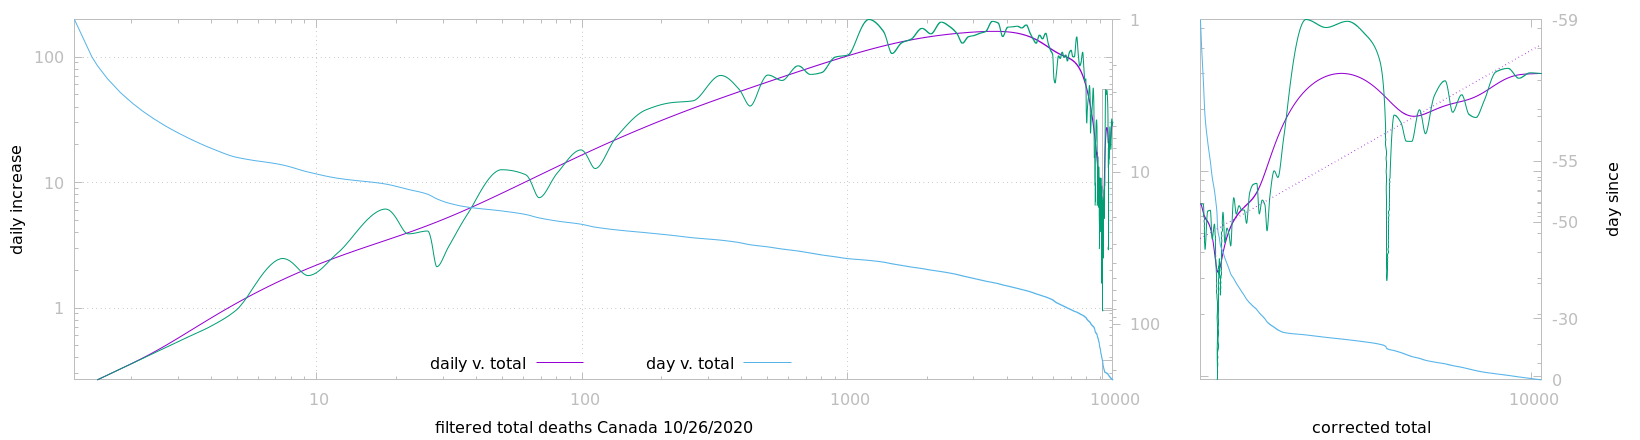 100
10
1
daily increase
daily v. total
day v. total
10
100
1000
10000
filtered total deaths Canada 10/26/2020
1
10
100
-59
-55
-50
-30
0
day since
10000
corrected total